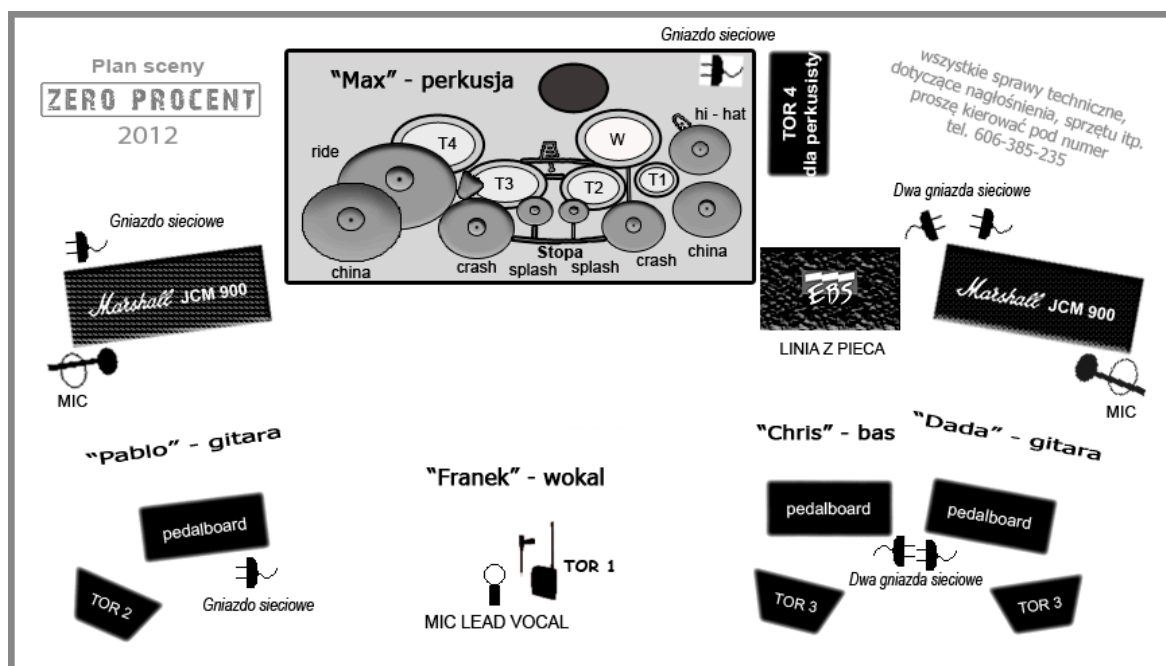 Plan sceny
ZERO PROCENT
2012
Gniazdo sieciowe
"Max" - perkusja
hi - hat
T4
W
ride
T3
T2
T1
Stopa
china
crash
splash
splash
crash
china
TOR 4
dla perkusisty
wszystkie sprawy techniczne,
dotyczące nagłośnienia, sprzętu itp.
proszę kierować pod numer
tel. 606-385-235
Gniazdo sieciowe
Marshall JCM 900
MIC
EBS
LINIA Z PIECA
Dwa gniazda sieciowe
Marshall JCM 900
MIC
"Pablo" - gitara
"Franek" - wokal
"Chris" - bas
"Dada" - gitara
pedalboard
Gniazdo sieciowe
TOR 2
TOR 1
MIC LEAD VOCAL
pedalboard
pedalboard
Dwa gniazda sieciowe
TOR 3
TOR 3